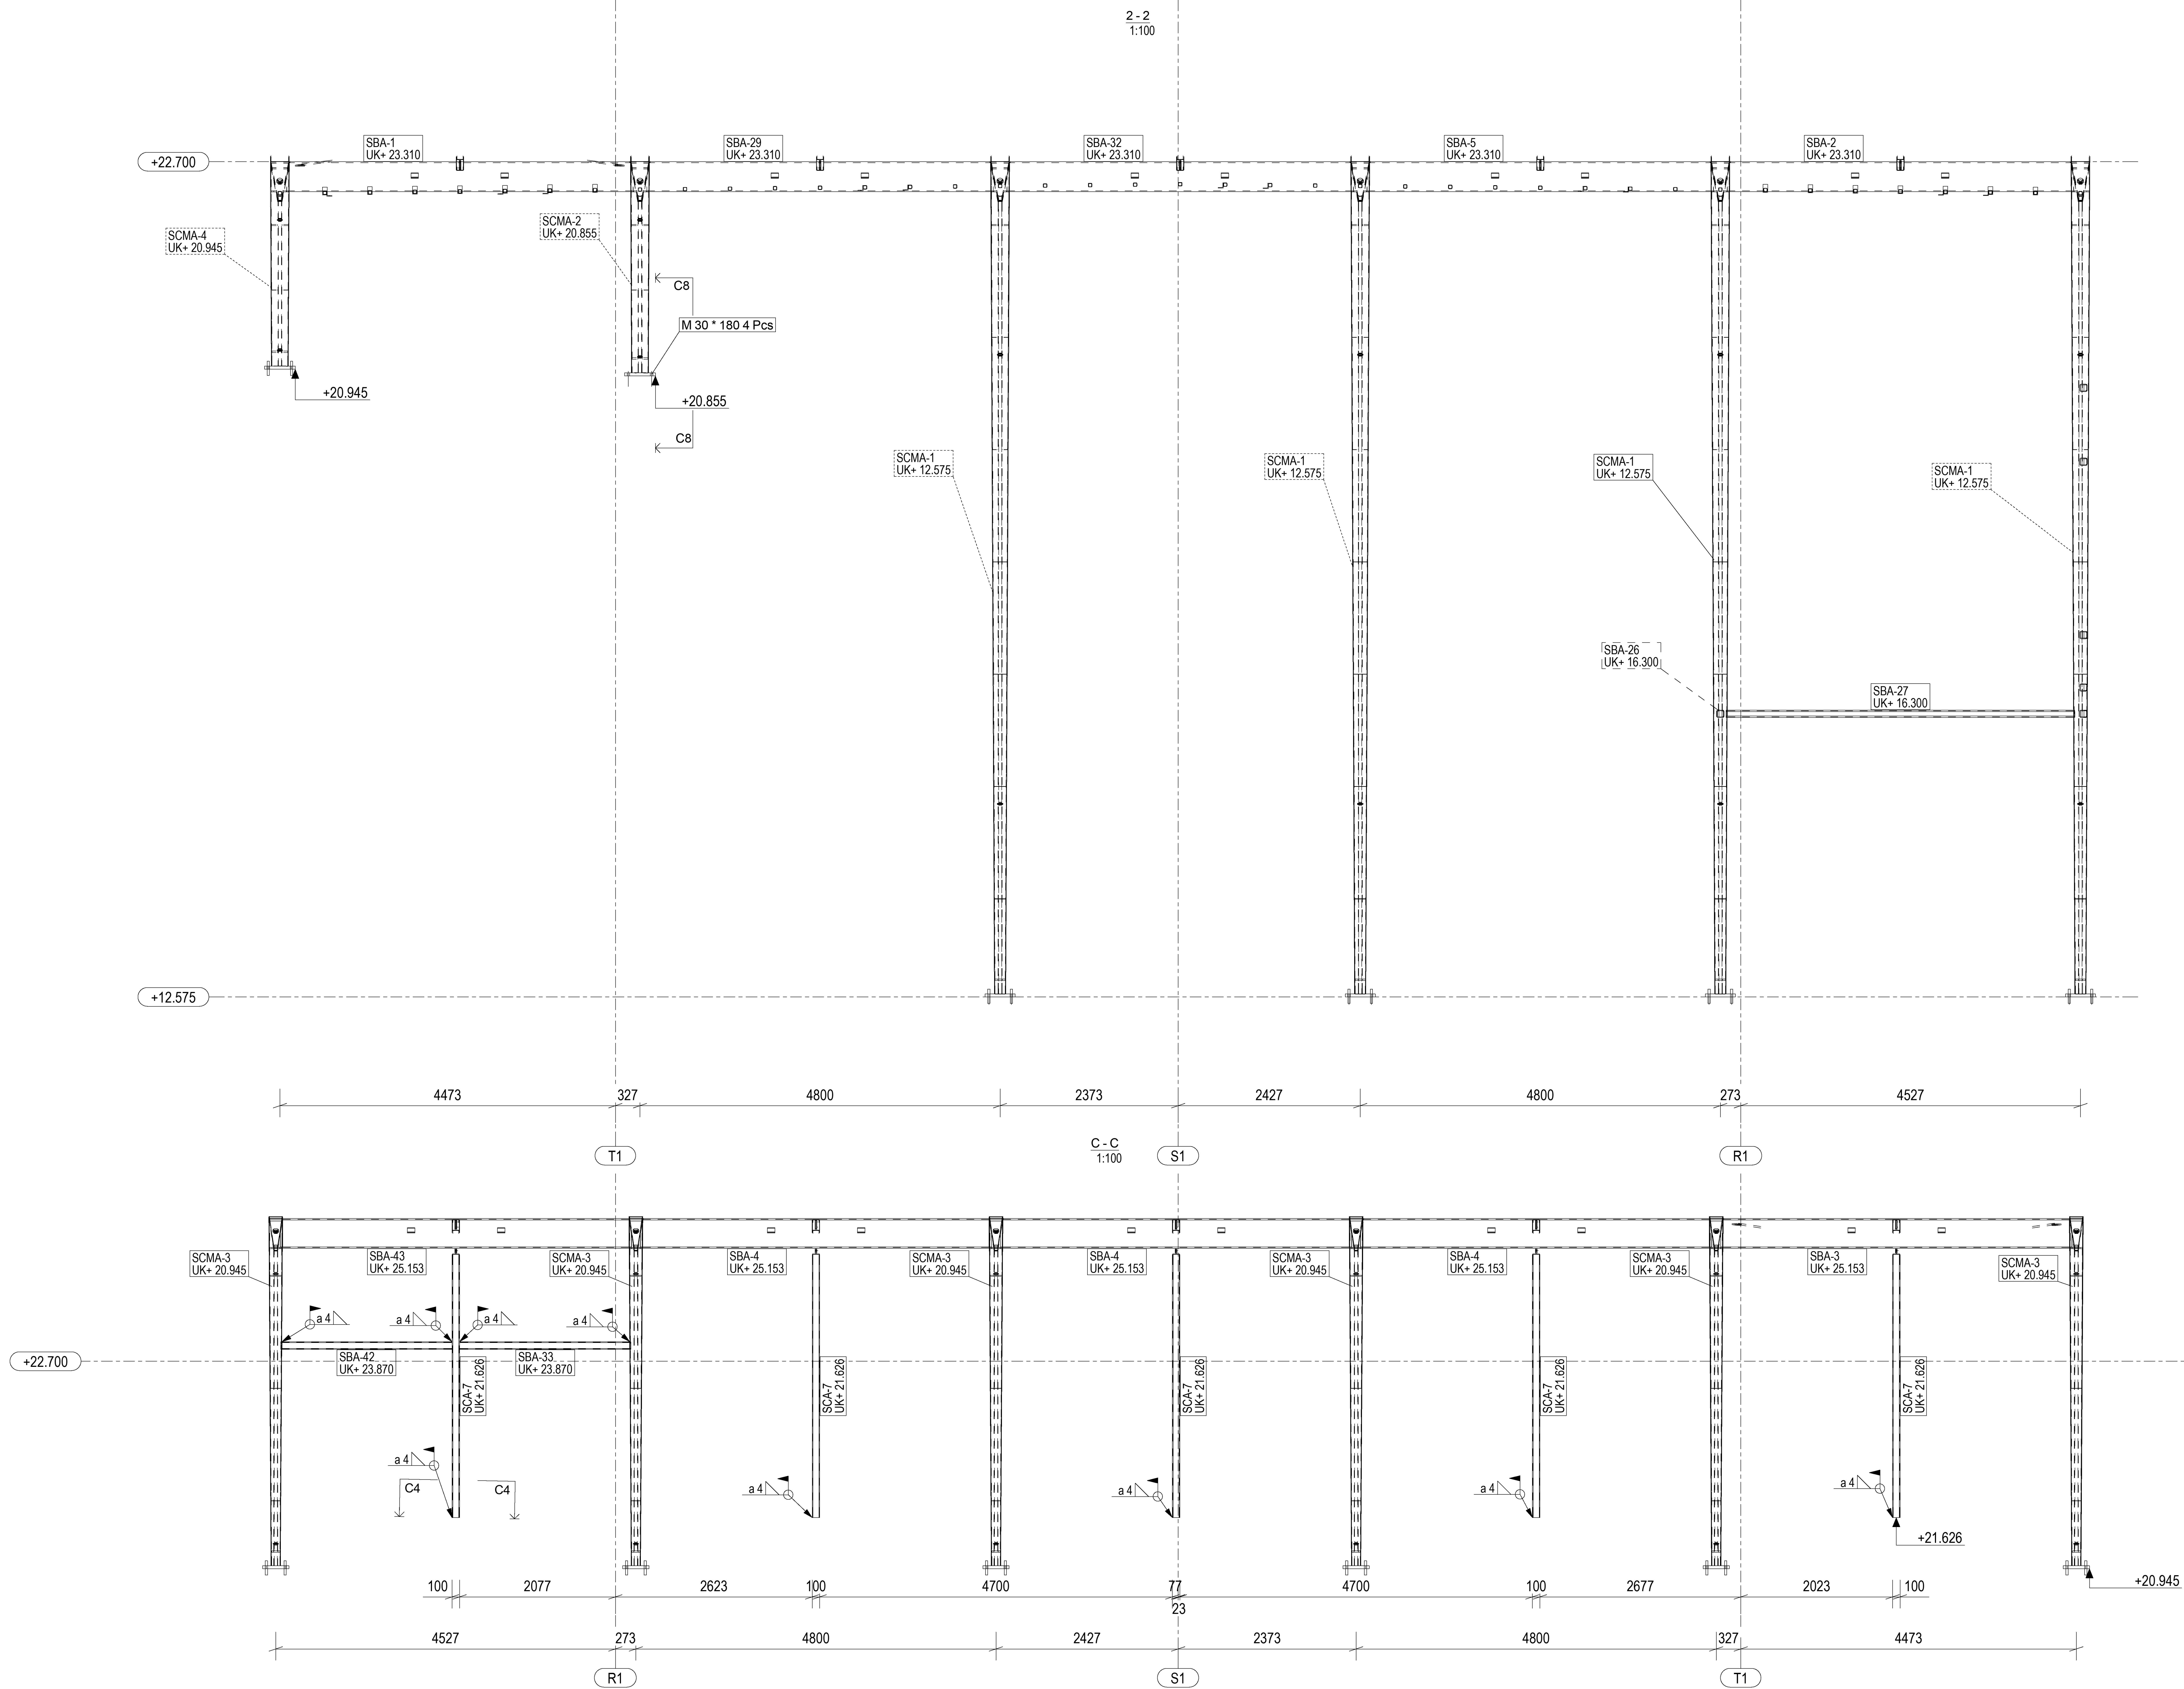 2 - 2
1:100
SBA-1
UK+ 23.310
SBA-29
UK+ 23.310
SBA-32
UK+ 23.310
SBA-5
UK+ 23.310
SBA-2
UK+ 23.310
+22.700
SCMA-4
UK+ 20.945
SCMA-2
UK+ 20.855
C8
M 30 * 180 4 Pcs
+20.945
+20.855
C8
SCMA-1
UK+ 12.575
SCMA-1
UK+ 12.575
SCMA-1
UK+ 12.575
SCMA-1
UK+ 12.575
SBA-26
UK+ 16.300
SBA-27
UK+ 16.300
+12.575
4473
327
4800
2373
2427
4800
273
4527
T1
S1
R1
C - C
1:100
SCMA-3
UK+ 20.945
SBA-43
UK+ 25.153
SCMA-3
UK+ 20.945
SBA-4
UK+ 25.153
SCMA-3
UK+ 20.945
SBA-4
UK+ 25.153
SCMA-3
UK+ 20.945
SBA-4
UK+ 25.153
SCMA-3
UK+ 20.945
SBA-3
UK+ 25.153
SCMA-3
UK+ 20.945
a 4
a 4
a 4
a 4
+22.700
SBA-42
UK+ 23.870
SBA-33
UK+ 23.870
SCA-7
UK+ 21.626
SCA-7
UK+ 21.626
SCA-7
UK+ 21.626
SCA-7
UK+ 21.626
SCA-7
UK+ 21.626
a 4
C4
C4
a 4
a 4
a 4
a 4
+21.626
+20.945
100
2077
2623
100
4700
77
23
4700
100
2677
2023
100
4527
273
4800
2427
2373
4800
327
4473
R1
S1
T1